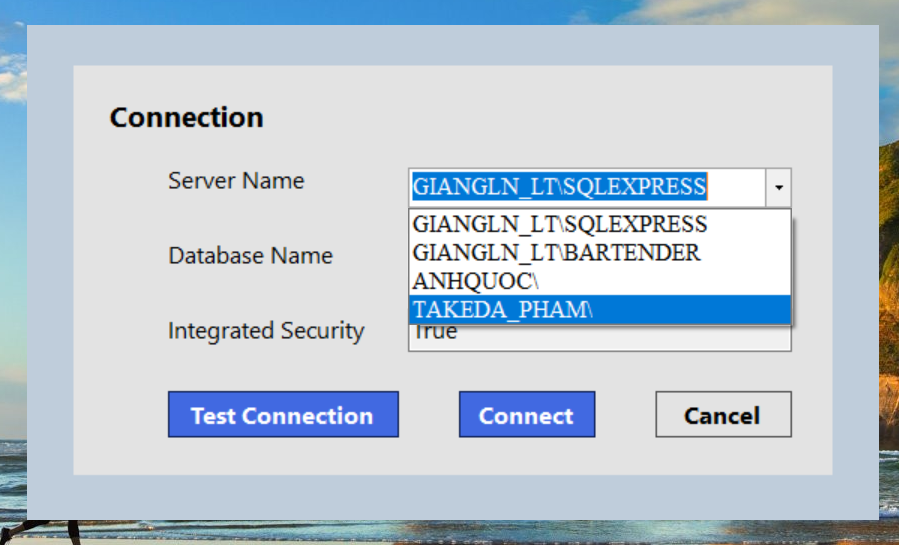 Connection
Server Name
GIANGLN_LT\SQLEXPRESS
GIANGLN_LT\SQLEXPRESS
GIANGLN_LT\BARTENDER
ANHQUOC\
TAKEDA_PHAM\
Database Name
Integrated Security
True
Test Connection
Connect
Cancel